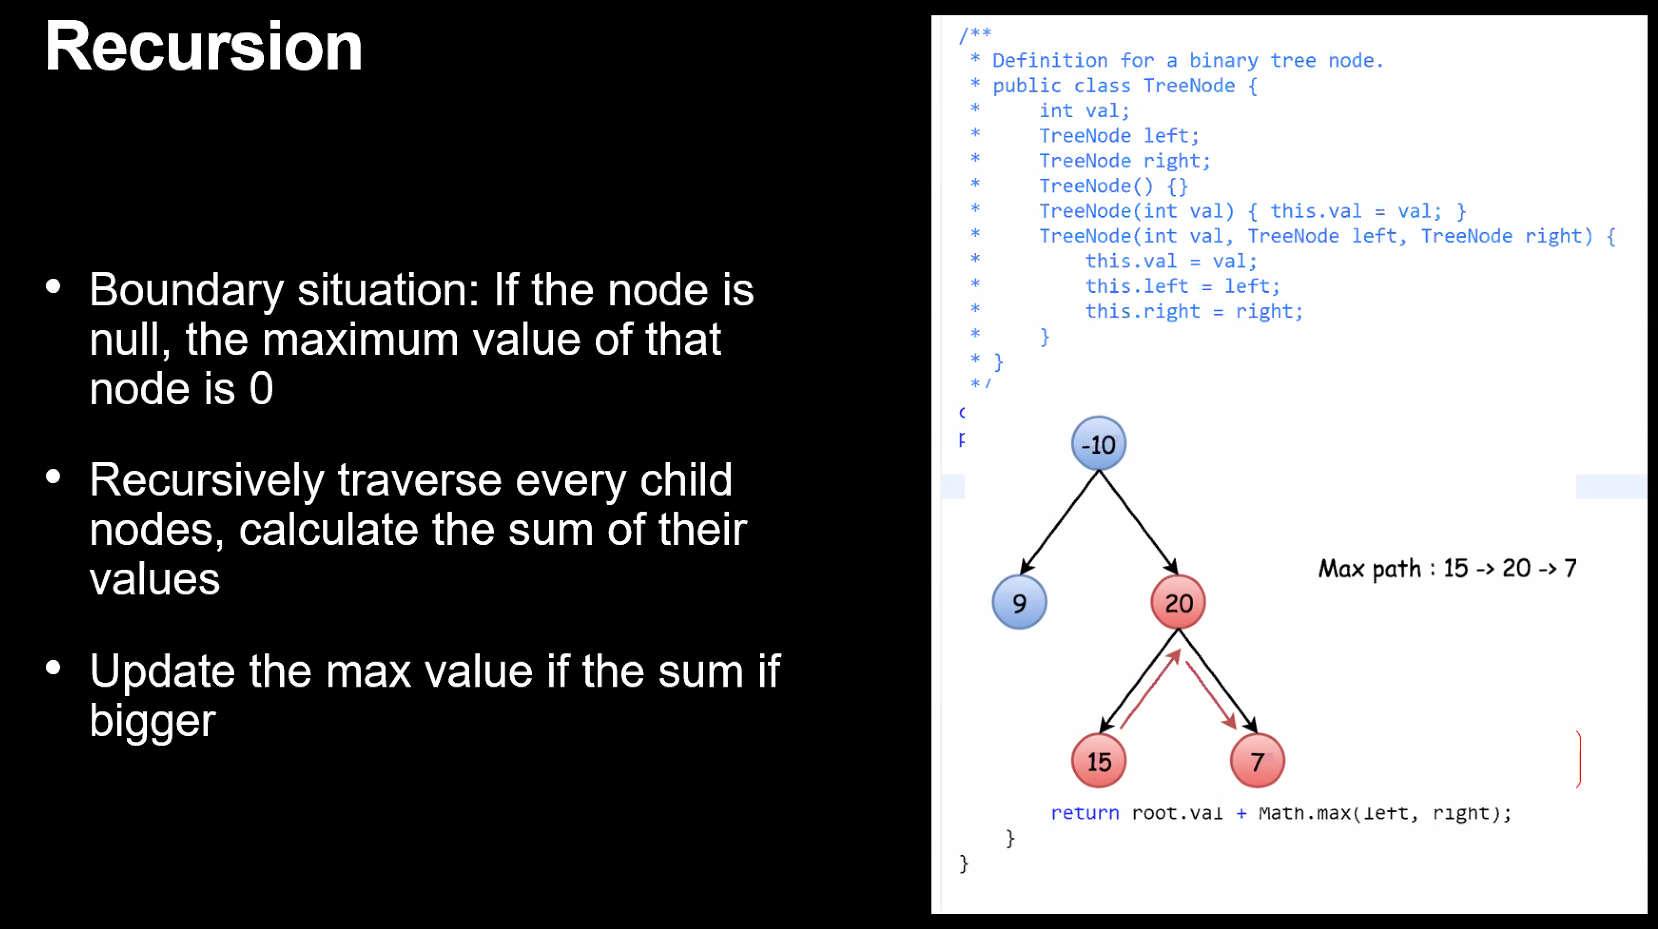 Recursion
• Boundary situation: If the node is
null, the maximum value of that
node is 0
• Recursively traverse every child
nodes, calculate the sum of their
values
• Update the max value if the sum if
bigger
/**
* Definition for a binary tree node.
* public class TreeNode {
*     int val;
*     TreeNode left;
*     TreeNode right;
*     TreeNode() {}
*     TreeNode(int val) { this.val = val; }
*     TreeNode(int val, TreeNode left, TreeNode right) {
*         this.val = val;
*         this.left = left;
*         this.right = right;
*     }
* }
*/
-10
9
20
Max path : 15 -> 20 -> 7
15
7
return root.val + Math.max(left, right);
}
}